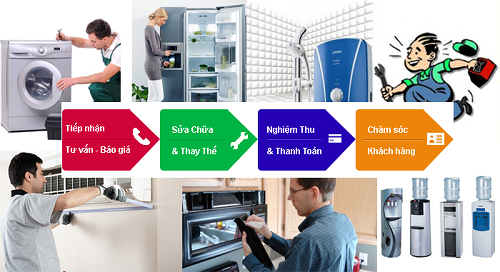 Tiếp nhận
Tư vấn - Báo giá
Sửa Chữa
& Thay Thế
Nghiệm Thu
& Thanh Toán
Chăm sóc
Khách hàng